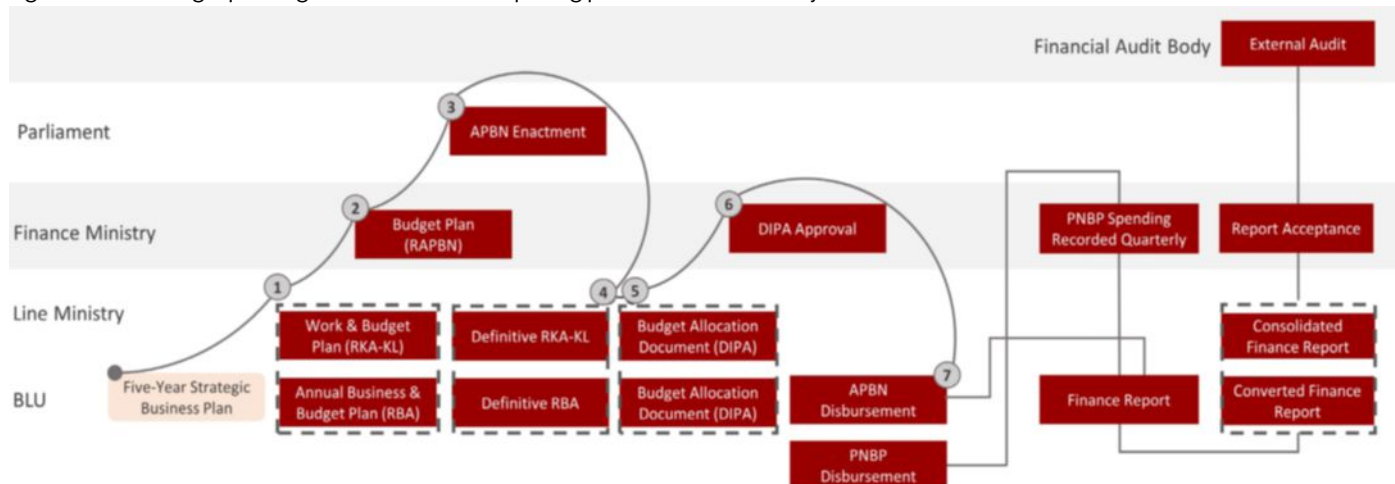 Financial Audit Body
External Audit
3
Parliament
APBN Enactment
2
6
Finance Ministry
Budget Plan
(RAPBN)
DIPA Approval
PNBP Spending
Recorded Quarterly
Report Acceptance
1
4
5
Line Ministry
Work & Budget
Plan (RKA-KL)
Definitive RKA-KL
Budget Allocation
Document (DIPA)
Consolidated
Finance Report
7
BLU
Five-Year Strategic
Business Plan
Annual Business &
Budget Plan (RBA)
Definitive RBA
Budget Allocation
Document (DIPA)
APBN
Disbursement
Finance Report
Converted Finance
Report
PNBP
Disbursement